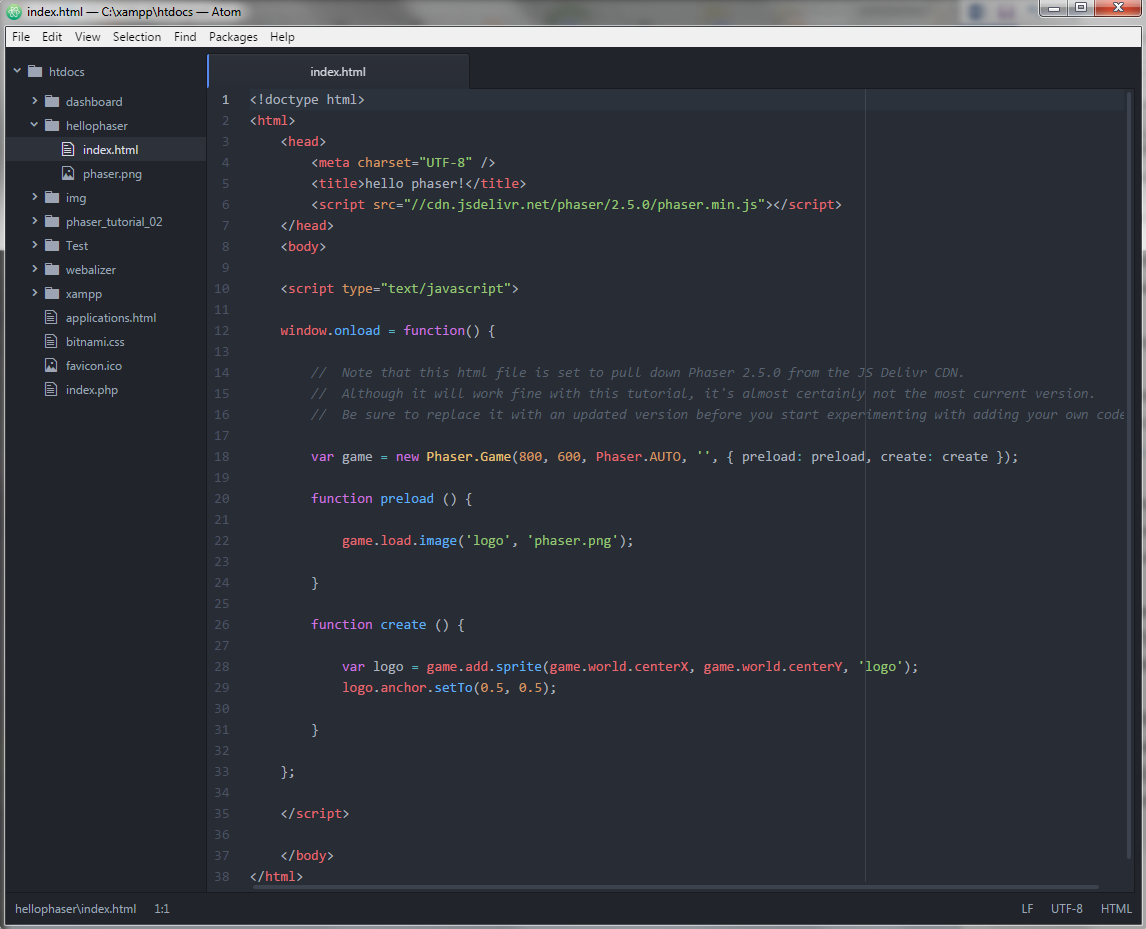 index.html — C:\xampp\htdocs — Atom
File Edit View Selection Find Packages Help
htdocs
dashboard
hellophaser
index.html
phaser.png
img
phaser_tutorial_02
Test
webalizer
xampp
applications.html
bitnami.css
favicon.ico
index.php
index.html
1 <!doctype html>
2 <html>
3 <head>
4 <meta charset="UTF-8" />
5 <title>hello phaser!</title>
6 <script src="//cdn.jsdelivr.net/phaser/2.5.0/phaser.min.js"></script>
7 </head>
8 <body>
9
10 <script type="text/javascript">
11
12 window.onload = function() {
13
14 //  Note that this html file is set to pull down Phaser 2.5.0 from the JS Delivr CDN.
15 //  Although it will work fine with this tutorial, it's almost certainly not the most current version.
16 //  Be sure to replace it with an updated version before you start experimenting with adding your own code
17
18 var game = new Phaser.Game(800, 600, Phaser.AUTO, '', { preload: preload, create: create });
19
20 function preload () {
21
22 game.load.image('logo', 'phaser.png');
23
24 }
25
26 function create () {
27
28 var logo = game.add.sprite(game.world.centerX, game.world.centerY, 'logo');
29 logo.anchor.setTo(0.5, 0.5);
30
31 }
32
33 };
34
35 </script>
36
37 </body>
38 </html>
hellophaser\index.html 1:1 LF UTF-8 HTML